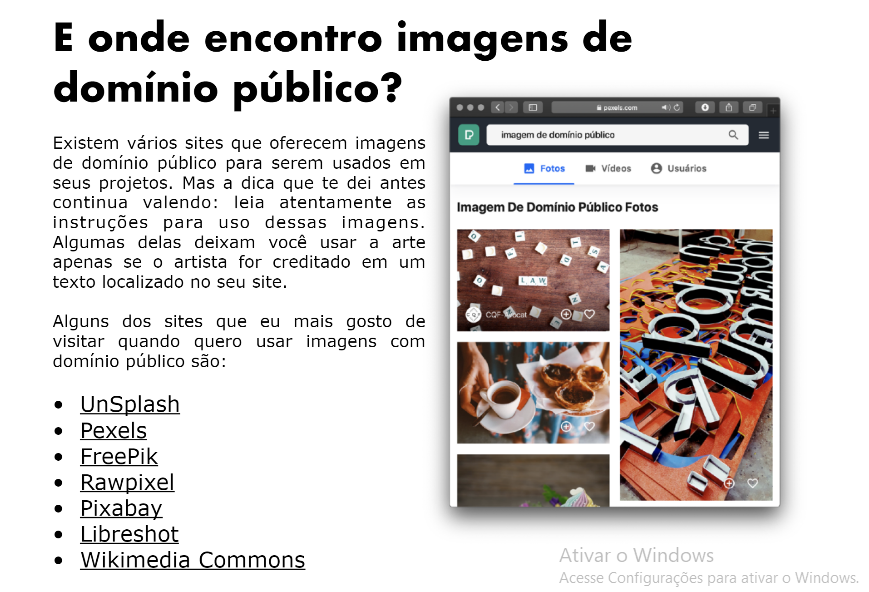 E onde encontro imagens de
domínio público?
Existem vários sites que oferecem imagens
de domínio público para serem usados em
seus projetos. Mas a dica que te dei antes
continua valendo: leia atentamente as
instruções para uso dessas imagens.
Algumas delas deixam você usar a arte
apenas se o artista for creditado em um
texto localizado no seu site.
Alguns dos sites que eu mais gosto de
visitar quando quero usar imagens com
domínio público são:
• UnSplash
• Pexels
• FreePik
• Rawpixel
• Pixabay
• Libreshot
• Wikimedia Commons
pexels.com
imagem de domínio público
Fotos Vídeos Usuários
Imagem De Domínio Público Fotos
LAW
Ativar o Windows
Acesse Configurações para ativar o Windows.